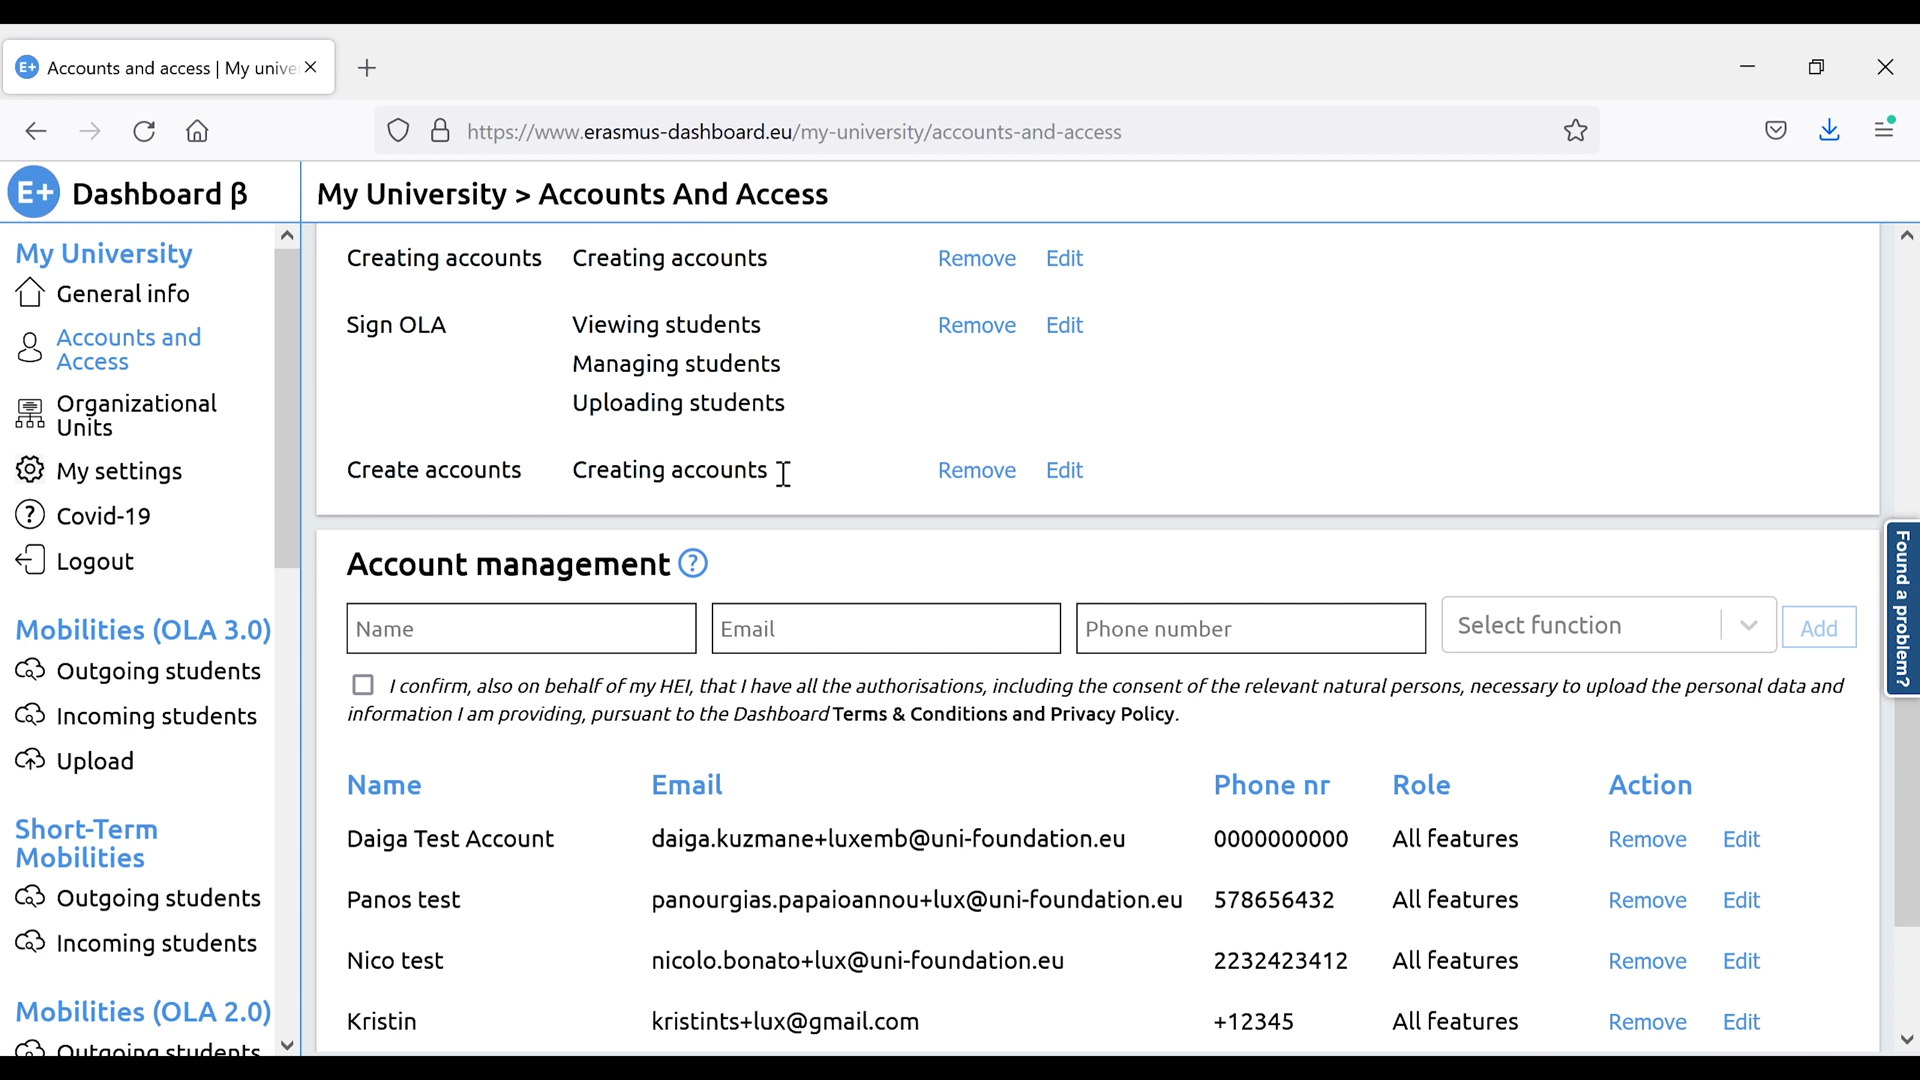 E+ Accounts and access | My unive
https://www.erasmus-dashboard.eu/my-university/accounts-and-access
E+ Dashboard β
My University > Accounts And Access
My University
General info
Accounts and
Access
Organizational
Units
My settings
Covid-19
Logout
Mobilities (OLA 3.0)
Outgoing students
Incoming students
Upload
Short-Term
Mobilities
Outgoing students
Incoming students
Mobilities (OLA 2.0)
Outgoing students
Creating accounts Creating accounts Remove Edit
Sign OLA Viewing students Remove Edit
Managing students
Uploading students
Create accounts Creating accounts Remove Edit
Account management ?
Name Email Phone number Select function Add
I confirm, also on behalf of my HEI, that I have all the authorisations, including the consent of the relevant natural persons, necessary to upload the personal data and
information I am providing, pursuant to the Dashboard Terms & Conditions and Privacy Policy.
Name Email Phone nr Role Action
Daiga Test Account daiga.kuzmane+luxemb@uni-foundation.eu 0000000000 All features Remove Edit
Panos test panourgias.papaioannou+lux@uni-foundation.eu 578656432 All features Remove Edit
Nico test nicolo.bonato+lux@uni-foundation.eu 2232423412 All features Remove Edit
Kristin kristints+lux@gmail.com +12345 All features Remove Edit
Found a problem?